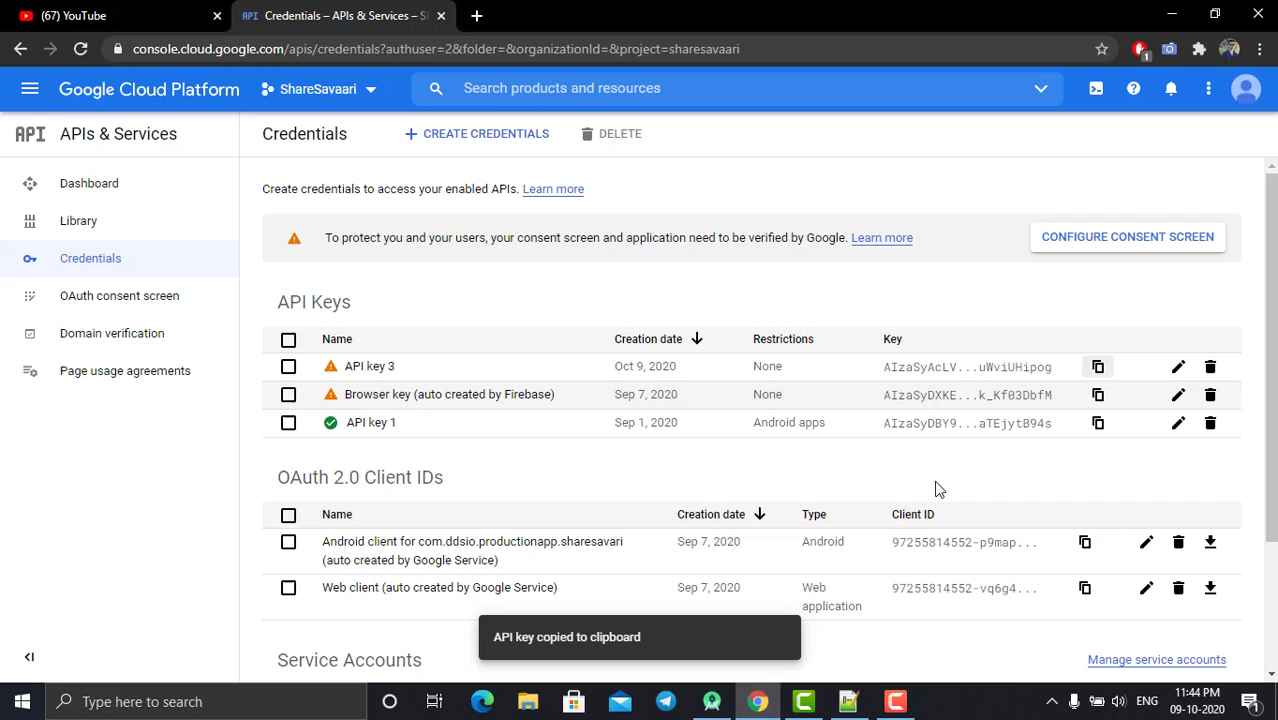 (67) YouTube
API Credentials – APIs & Services – S
console.cloud.google.com/apis/credentials?authuser=2&folder=&organizationId=&project=sharesavaari
1
Google Cloud Platform
ShareSavaari
Search products and resources
API APIs & Services
Credentials
+ CREATE CREDENTIALS
DELETE
Dashboard
Library
Credentials
OAuth consent screen
Domain verification
Page usage agreements
Create credentials to access your enabled APIs. Learn more
To protect you and your users, your consent screen and application need to be verified by Google. Learn more
CONFIGURE CONSENT SCREEN
API Keys
Name Creation date Restrictions Key
API key 3 Oct 9, 2020 None AIzaSyAcLV...uWviUHipog
Browser key (auto created by Firebase) Sep 7, 2020 None AIzaSyDXKE...k_Kf03DbfM
API key 1 Sep 1, 2020 Android apps AIzaSyDBY9...aTEjytB94s
OAuth 2.0 Client IDs
Name Creation date Type Client ID
Android client for com.ddsio.productionapp.sharesavari Sep 7, 2020 Android 97255814552-p9map...
(auto created by Google Service)
Web client (auto created by Google Service) Sep 7, 2020 Web 97255814552-vq6g4...
application
API key copied to clipboard
Service Accounts
Manage service accounts
Type here to search
ENG
11:44 PM
09-10-2020
1